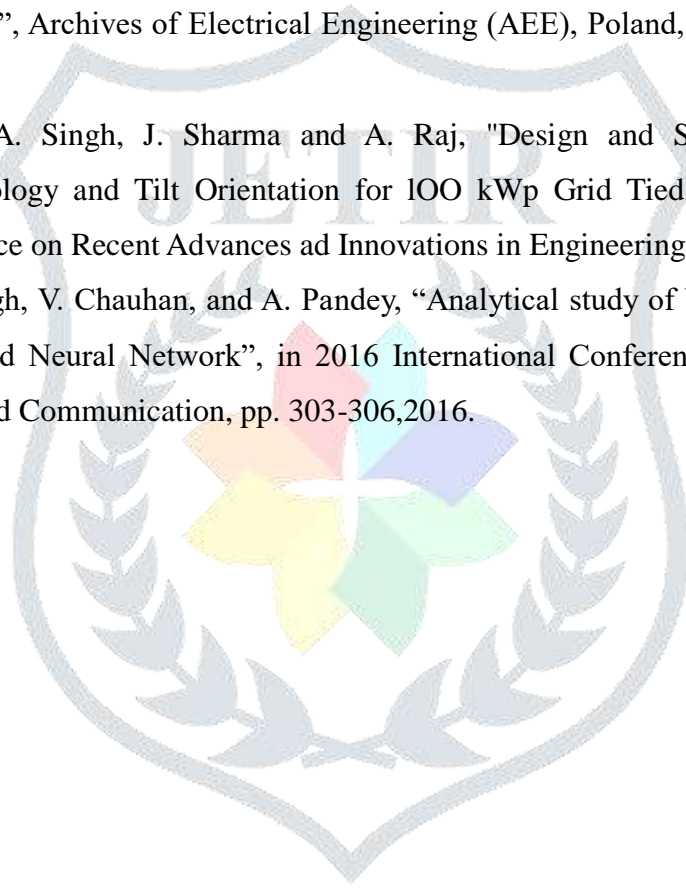 ”, Archives of Electrical Engineering (AEE), Poland,
A. Singh, J. Sharma and A. Raj, "Design and S
ology and Tilt Orientation for lOO kWp Grid Tied
ce on Recent Advances ad Innovations in Engineering
gh, V. Chauhan, and A. Pandey, “Analytical study of
d Neural Network”, in 2016 International Conferen
d Communication, pp. 303-306,2016.
JETIR